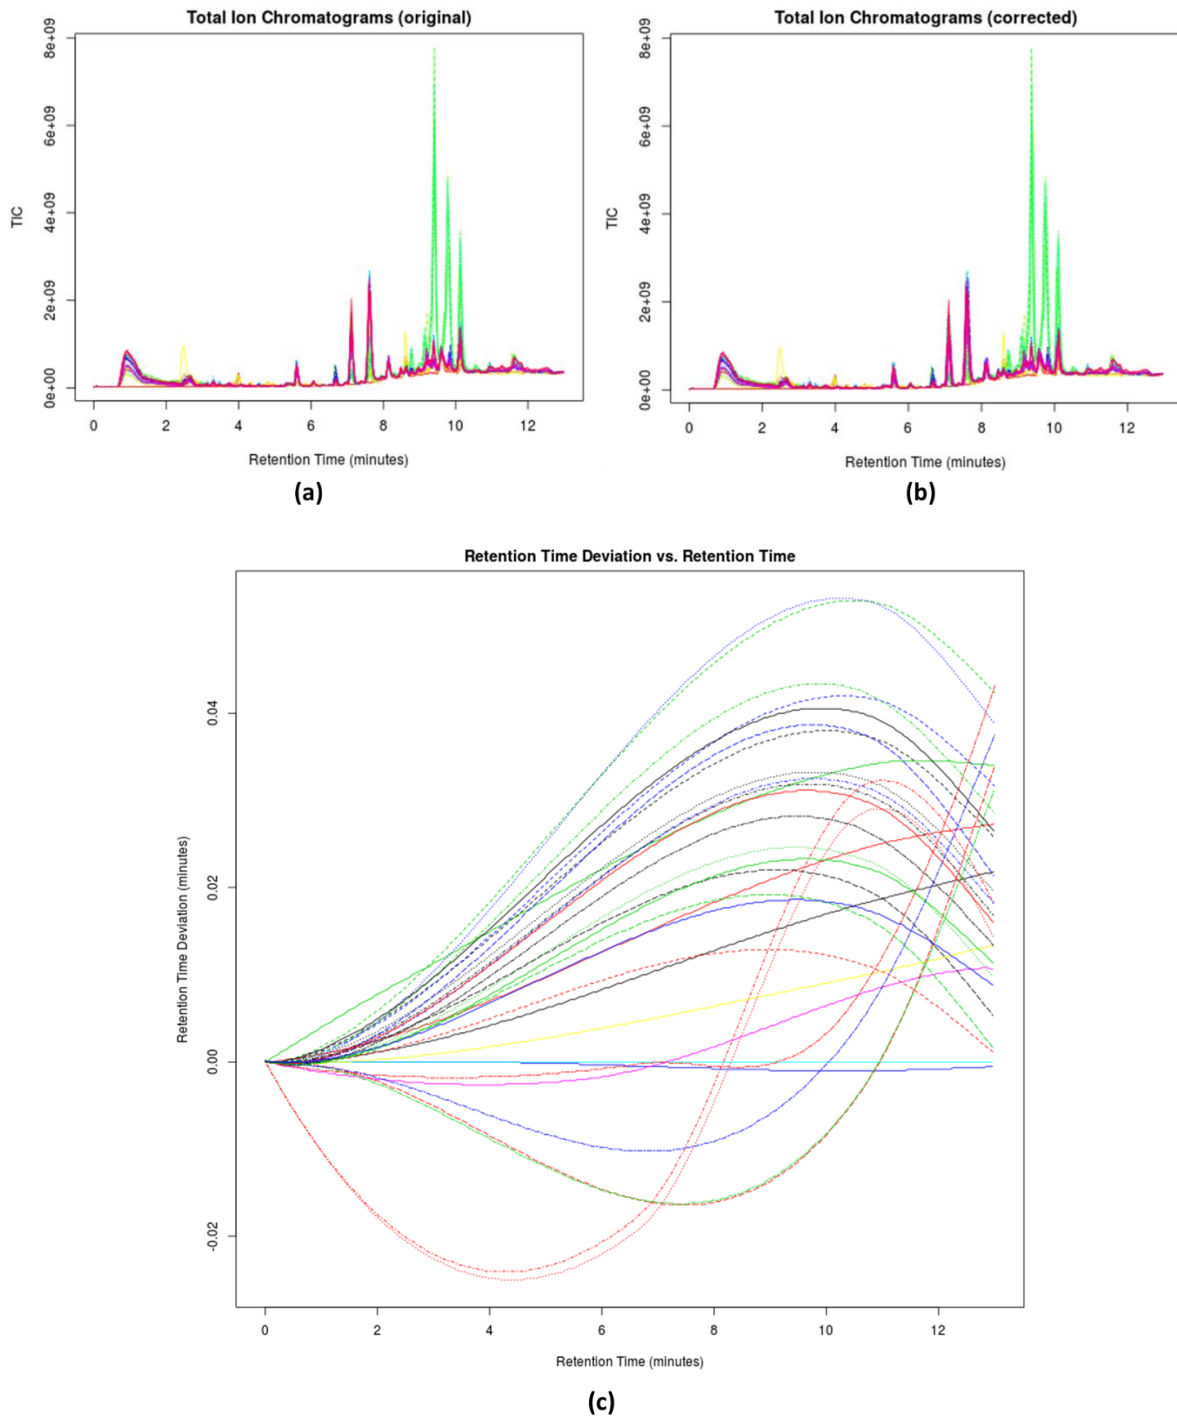 Total Ion Chromatograms (original)
TIC
8e+09
6e+09
4e+09
2e+09
0e+00
0 2 4 6 8 10 12
Retention Time (minutes)
(a)
Total Ion Chromatograms (corrected)
TIC
8e+09
6e+09
4e+09
2e+09
0e+00
0 2 4 6 8 10 12
Retention Time (minutes)
(b)
Retention Time Deviation vs. Retention Time
Retention Time Deviation (minutes)
0.04
0.02
0.00
-0.02
0 2 4 6 8 10 12
Retention Time (minutes)
(c)